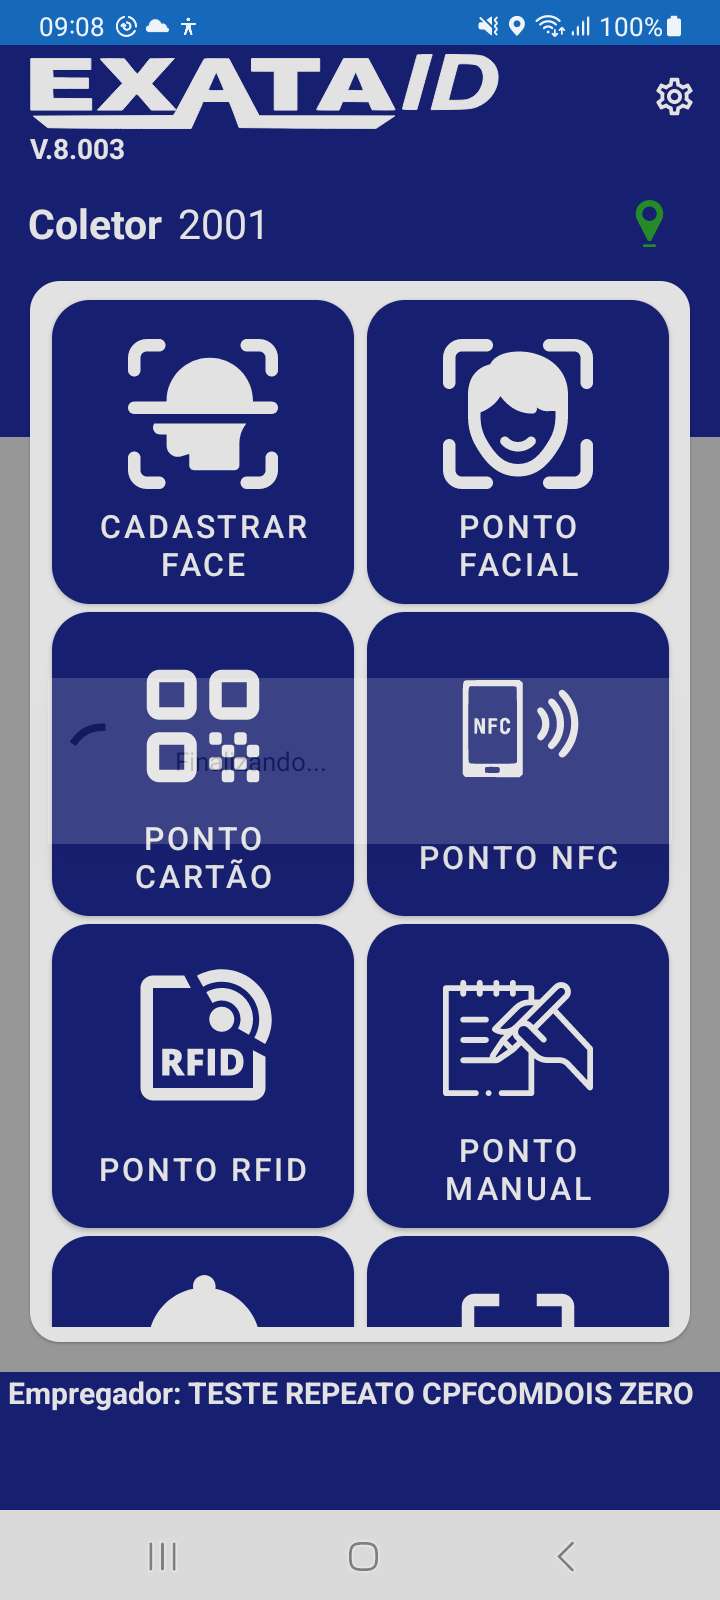 09:08 100%
EXATA ID
V.8.003
Coletor 2001
CADASTRAR
FACE
PONTO
FACIAL
Finalizando...
PONTO
CARTÃO
NFC
PONTO NFC
RFID
PONTO RFID
PONTO
MANUAL
Empregador: TESTE REPEATO CPFCOMDOIS ZERO